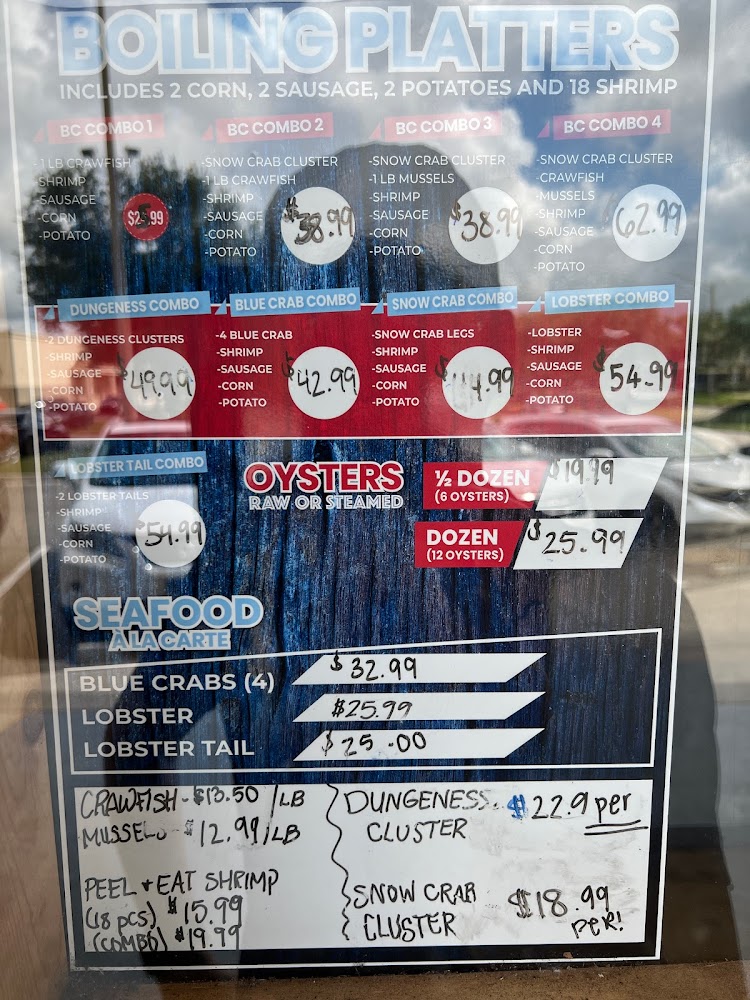 BOILING PLATTERS
INCLUDES 2 CORN, 2 SAUSAGE, 2 POTATOES AND 18 SHRIMP
BC COMBO 1
-1 LB CRAWFISH
SHRIMP
-SAUSAGE
-CORN
-POTATO
BC COMBO 2
-SNOW CRAB CLUSTER
-1 LB CRAWFISH
-SHRIMP
-SAUSAGE
-CORN
-POTATO
$38.99
BC COMBO 3
-SNOW CRAB CLUSTER
-1 LB MUSSELS
-SHRIMP
-SAUSAGE
-CORN
-POTATO
$38.99
BC COMBO 4
-SNOW CRAB CLUSTER
-CRAWFISH
-MUSSELS
-SHRIMP
-SAUSAGE
-CORN
-POTATO
$62.99
DUNGENESS COMBO
-2 DUNGENESS CLUSTERS
-SHRIMP
-SAUSAGE
-CORN
-POTATO
$49.99
BLUE CRAB COMBO
-4 BLUE CRAB
-SHRIMP
-SAUSAGE
-CORN
-POTATO
$42.99
SNOW CRAB COMBO
-SNOW CRAB LEGS
-SHRIMP
-SAUSAGE
-CORN
-POTATO
LOBSTER COMBO
-LOBSTER
-SHRIMP
-SAUSAGE
-CORN
-POTATO
$54.99
LOBSTER TAIL COMBO
-2 LOBSTER TAILS
-SHRIMP
-SAUSAGE
-CORN
-POTATO
$54.99
OYSTERS
RAW OR STEAMED
½ DOZEN
(6 OYSTERS)
$19.99
DOZEN
(12 OYSTERS)
$25.99
SEAFOOD
À LA CARTE
BLUE CRABS (4) $32.99
LOBSTER $25.99
LOBSTER TAIL $25.00
CRAWFISH - $13.50 /LB
MUSSELS - $12.99/LB
PEEL + EAT SHRIMP
(18 pcs) $15.99
(COMBO) $19.99
DUNGENESS. $22.9 per
CLUSTER
SNOW CRAB $18.99
CLUSTER PER!